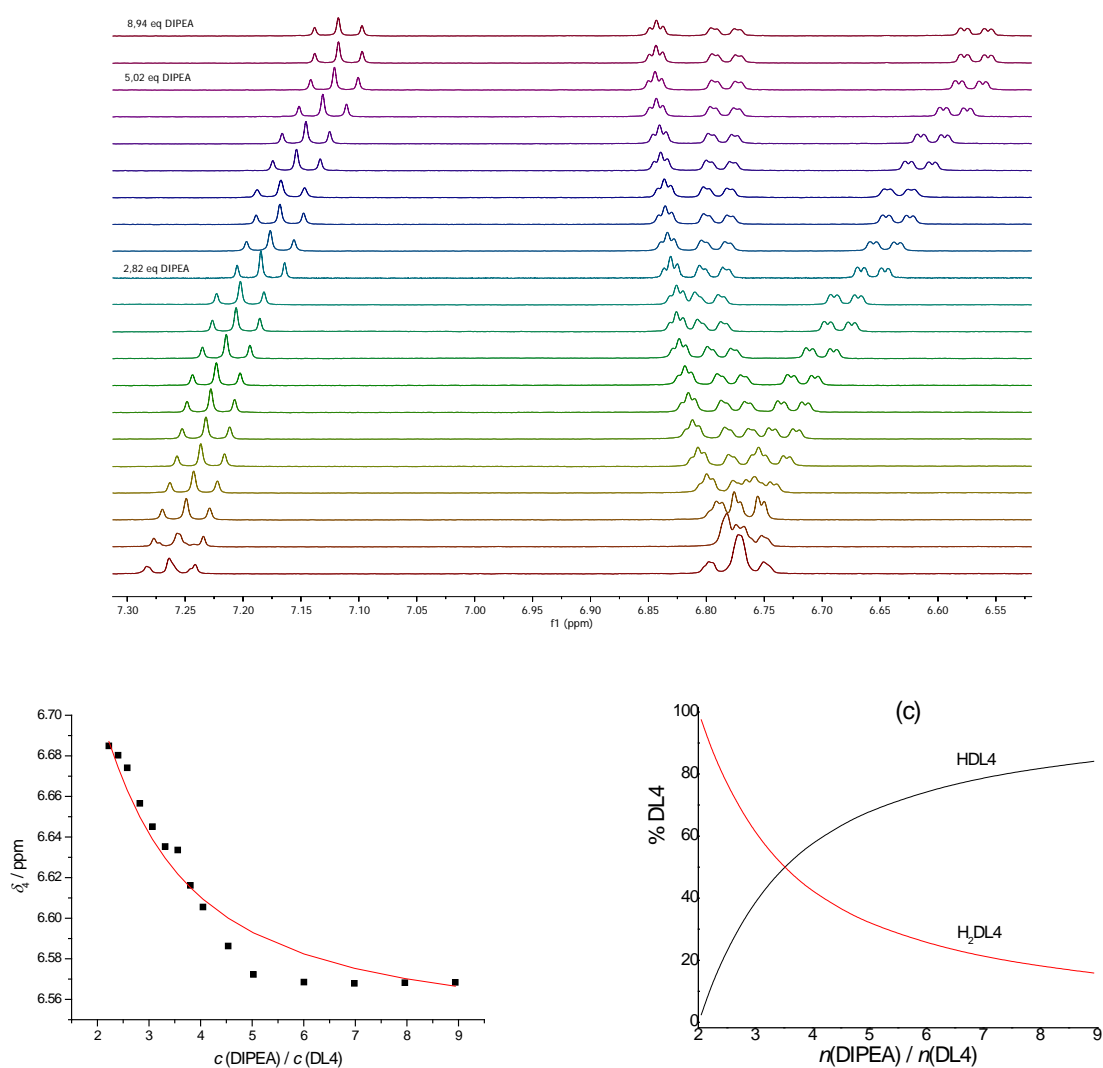 8,94 eq DIPEA
5,02 eq DIPEA
2,82 eq DIPEA
7.30 7.25 7.20 7.15 7.10 7.05 7.00 6.95 6.90 6.85 6.80 6.75 6.70 6.65 6.60 6.55
f1 (ppm)
6.70
6.68
6.66
6.64
6.62
6.60
6.58
6.56
δ4 / ppm
2 3 4 5 6 7 8 9
c (DIPEA) / c (DL4)
(c)
100
80
60
40
20
0
% DL4
HDL4
H2DL4
2 3 4 5 6 7 8 9
n(DIPEA) / n(DL4)